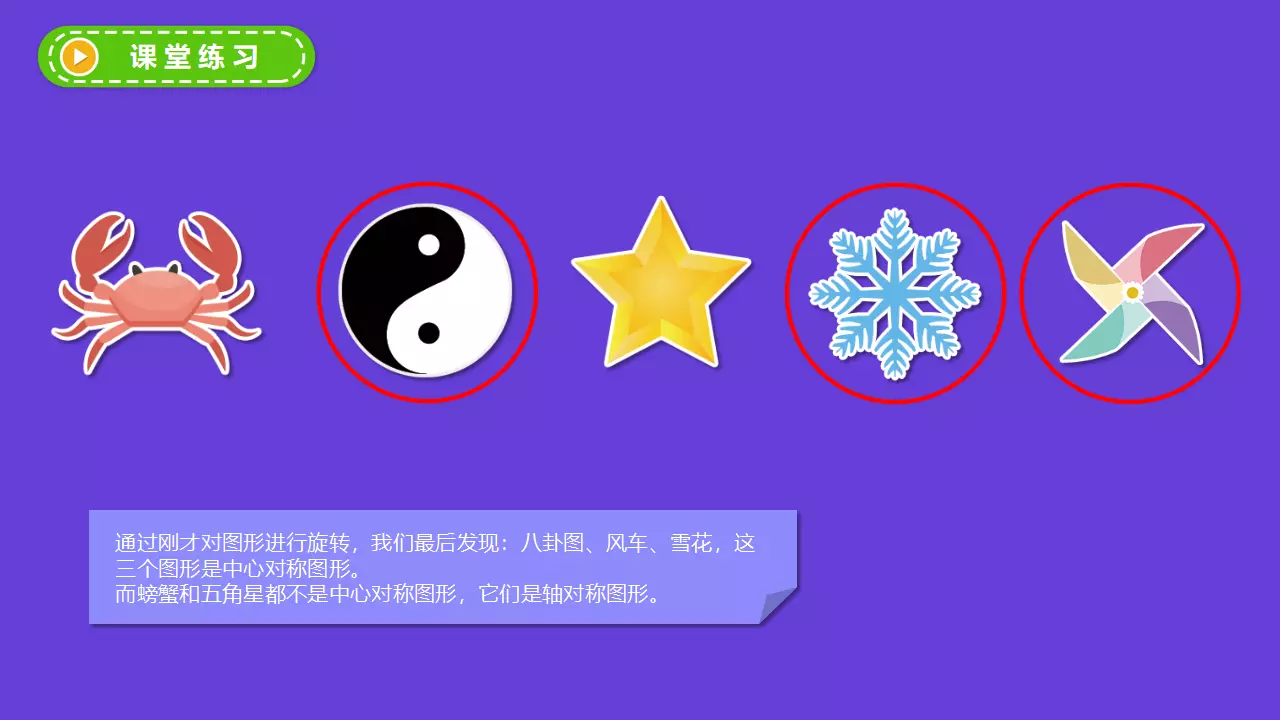 课堂练习
通过刚才对图形进行旋转，我们最后发现：八卦图、风车、雪花，这
三个图形是中心对称图形。
而螃蟹和五角星都不是中心对称图形，它们是轴对称图形。